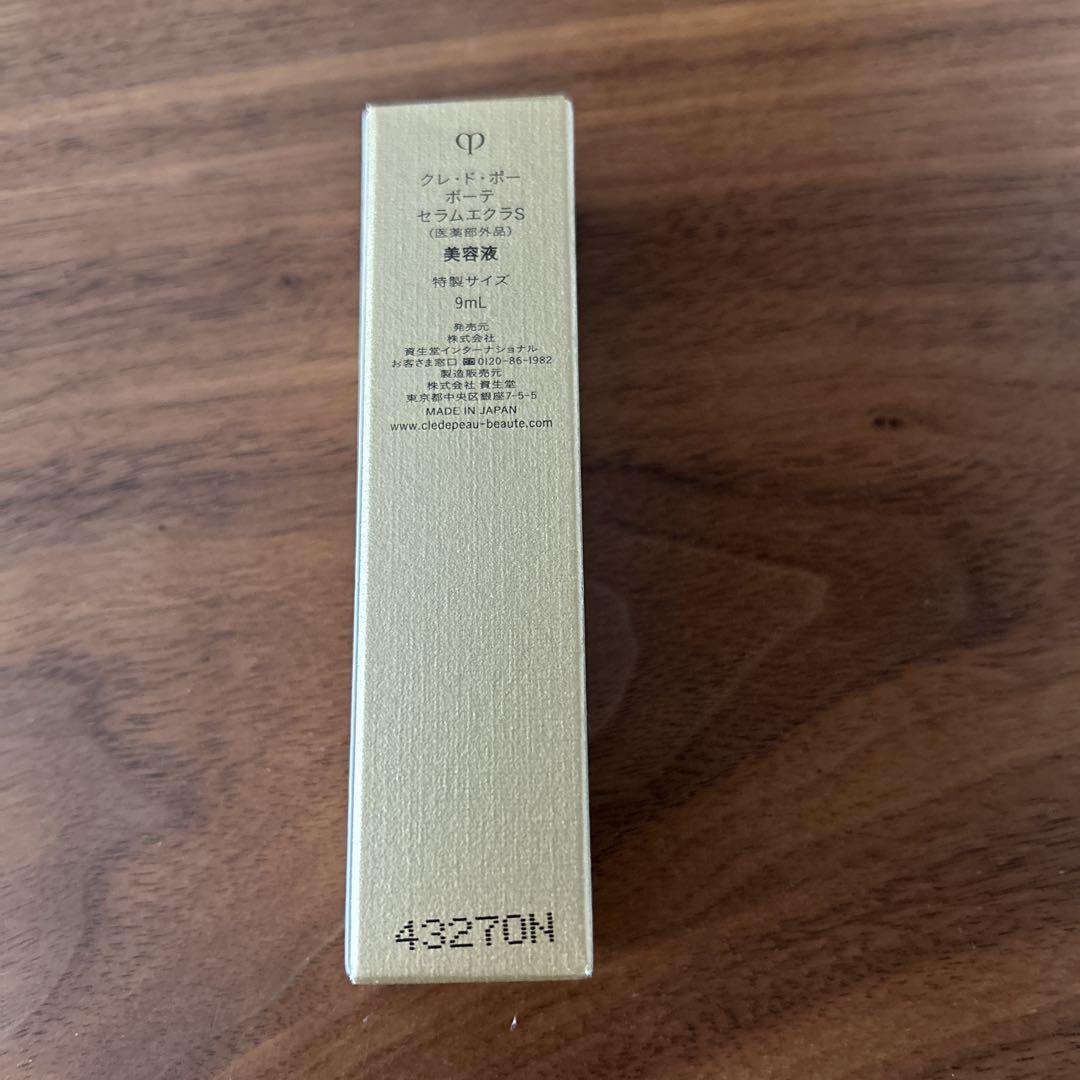 クレ・ド・ポー
ボーテ
セラムエクラS
(医薬部外品)
美容液
特製サイズ
9mL
発売元
株式会社
資生堂インターナショナル
お客さま窓口 0120-86-1982
製造販売元
株式会社 資生堂
東京都中央区銀座7-5-5
MADE IN JAPAN
www.cledepeau-beaute.com
43270N